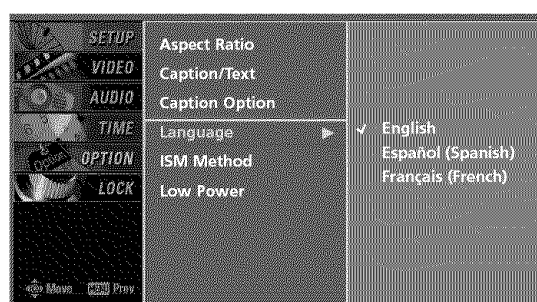 SETUP
VIDEO
AUDIO
TIME
OPTION
LOCK
Move MENU Prev
Aspect Ratio
Caption/Text
Caption Option
Language ▶
ISM Method
Low Power
✓ English
Español (Spanish)
Français (French)